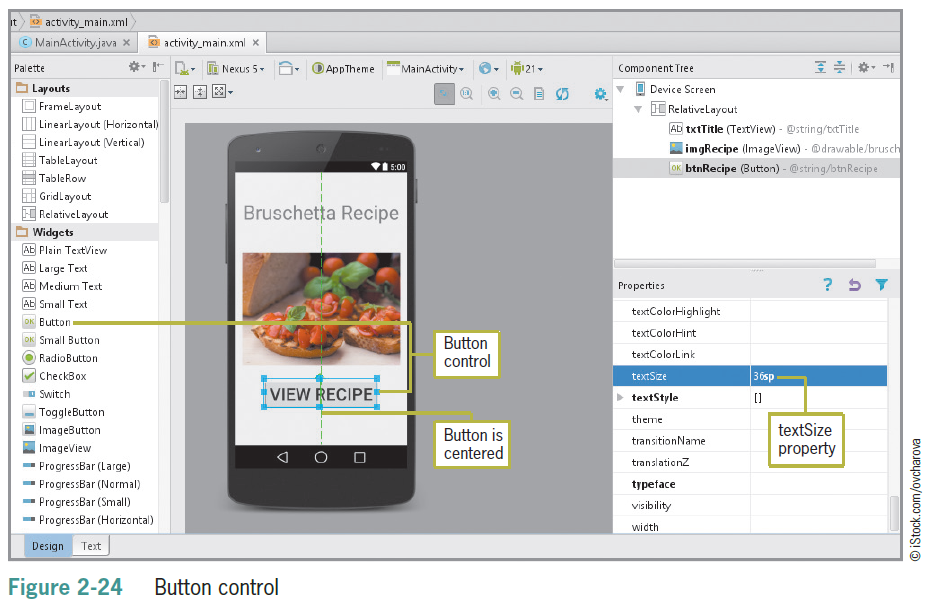 ut activity_main.xml
MainActivity.java × activity_main.xml ×
Palette
Layouts
FrameLayout
LinearLayout (Horizontal)
LinearLayout (Vertical)
TableLayout
TableRow
GridLayout
RelativeLayout
Widgets
Plain TextView
Large Text
Medium Text
Small Text
Button
Small Button
RadioButton
CheckBox
Switch
ToggleButton
ImageButton
ImageView
ProgressBar (Large)
ProgressBar (Normal)
ProgressBar (Small)
ProgressBar (Horizontal)
Design Text
Nexus 5 AppTheme MainActivity 21
5:00
Bruschetta Recipe
VIEW RECIPE
Button
control
Button is
centered
Component Tree
Device Screen
RelativeLayout
Ab txtTitle (TextView) - @string/txtTitle
imgRecipe (ImageView) - @drawable/brusch
OK btnRecipe (Button) - @string/btnRecipe
Properties ?
textColorHighlight
textColorHint
textColorLink
textSize 36sp
textStyle []
theme
transitionName
translationZ
typeface
visibility
width
textSize
property
© iStock.com/ovcharova
Figure 2-24 Button control